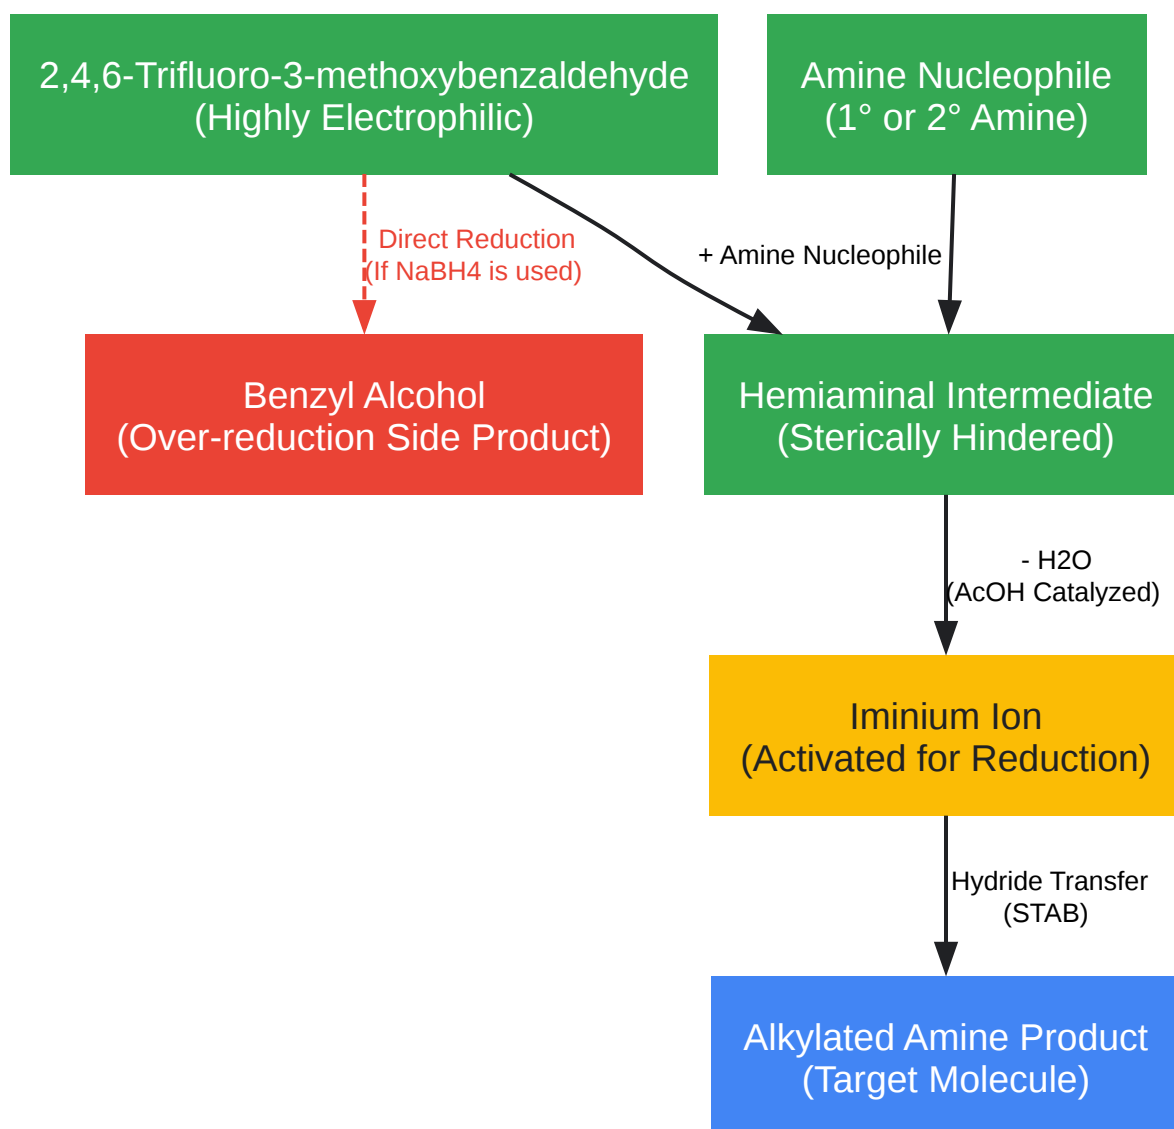 2,4,6-Trifluoro-3-methoxybenzaldehyde
(Highly Electrophilic)
Amine Nucleophile
(1° or 2° Amine)
Direct Reduction
(If NaBH4 is used)
+ Amine Nucleophile
Benzyl Alcohol
(Over-reduction Side Product)
Hemiaminal Intermediate
(Sterically Hindered)
- H2O
(AcOH Catalyzed)
Iminium Ion
(Activated for Reduction)
Hydride Transfer
(STAB)
Alkylated Amine Product
(Target Molecule)